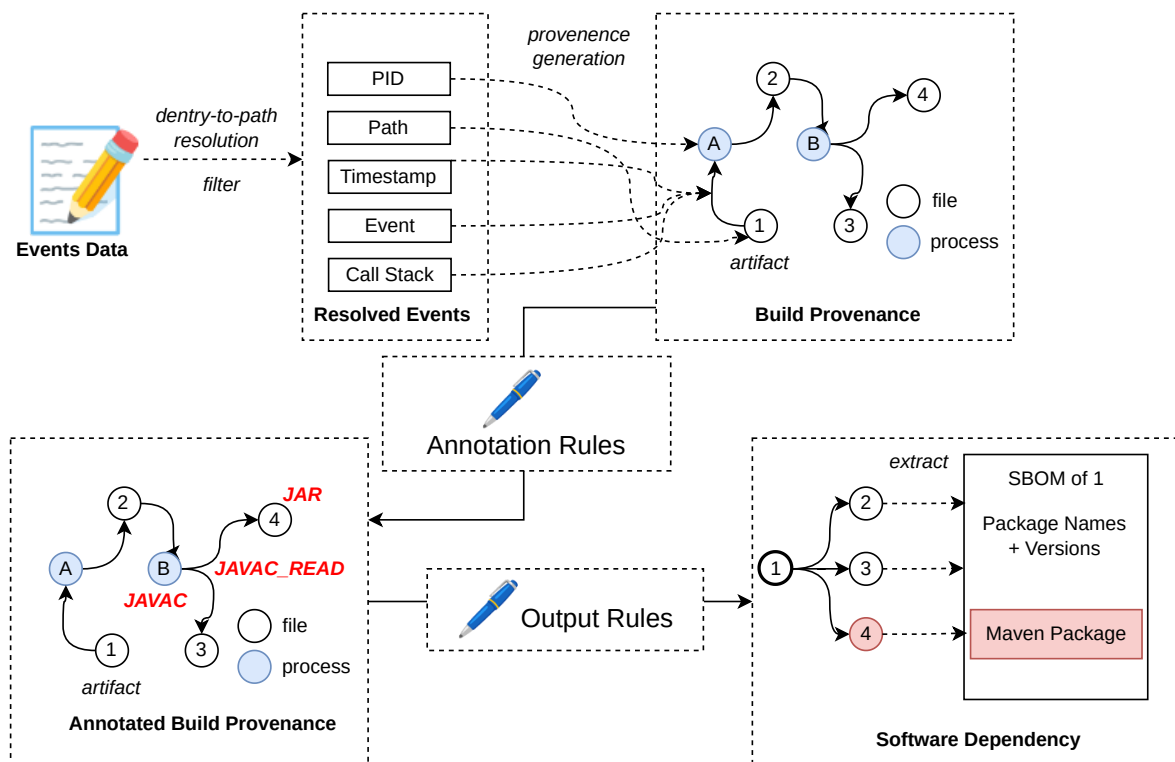 dentry-to-path
resolution
filter
Events Data
PID
Path
Timestamp
Event
Call Stack
Resolved Events
provenence
generation
A
2
B
4
1
3
artifact
file
process
Build Provenance
Annotation Rules
A
2
B
4
JAR
JAVAC_READ
JAVAC
1
3
artifact
file
process
Annotated Build Provenance
Output Rules
extract
1
2
3
4
SBOM of 1
Package Names
+ Versions
Maven Package
Software Dependency